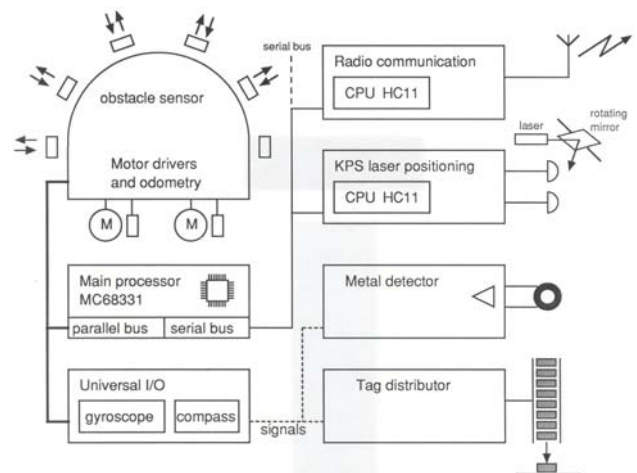 serial bus
obstacle sensor
Motor drivers
and odometry
M
M
Radio communication
CPU HC11
laser
rotating
mirror
KPS laser positioning
CPU HC11
Main processor
MC68331
parallel bus
serial bus
Metal detector
Universal I/O
gyroscope
compass
signals
Tag distributor